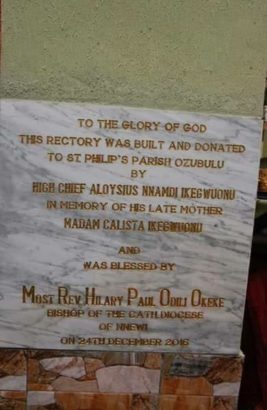 TO THE GLORY OF GOD
THIS RECTORY WAS BUILT AND DONATED
TO ST. PHILIP'S PARISH OZUBULU
BY
HIGH CHIEF ALOYSIUS NNAMDI IKEGWUONU
IN MEMORY OF HIS LATE MOTHER
MADAM CALISTA IKEGWUONU
AND
WAS BLESSED BY
MOST REV. HILARY PAUL ODILI OKEKE
BISHOP OF THE CATH.DIOCESE
OF NNEWI
ON 24TH DECEMBER 2016